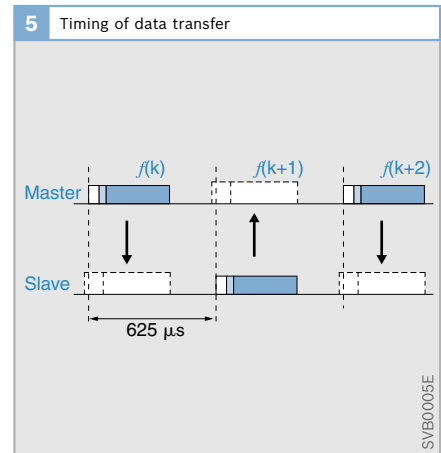 5 Timing of data transfer
f(k) f(k+1) f(k+2)
Master
Slave
625 µs
SVB0005E